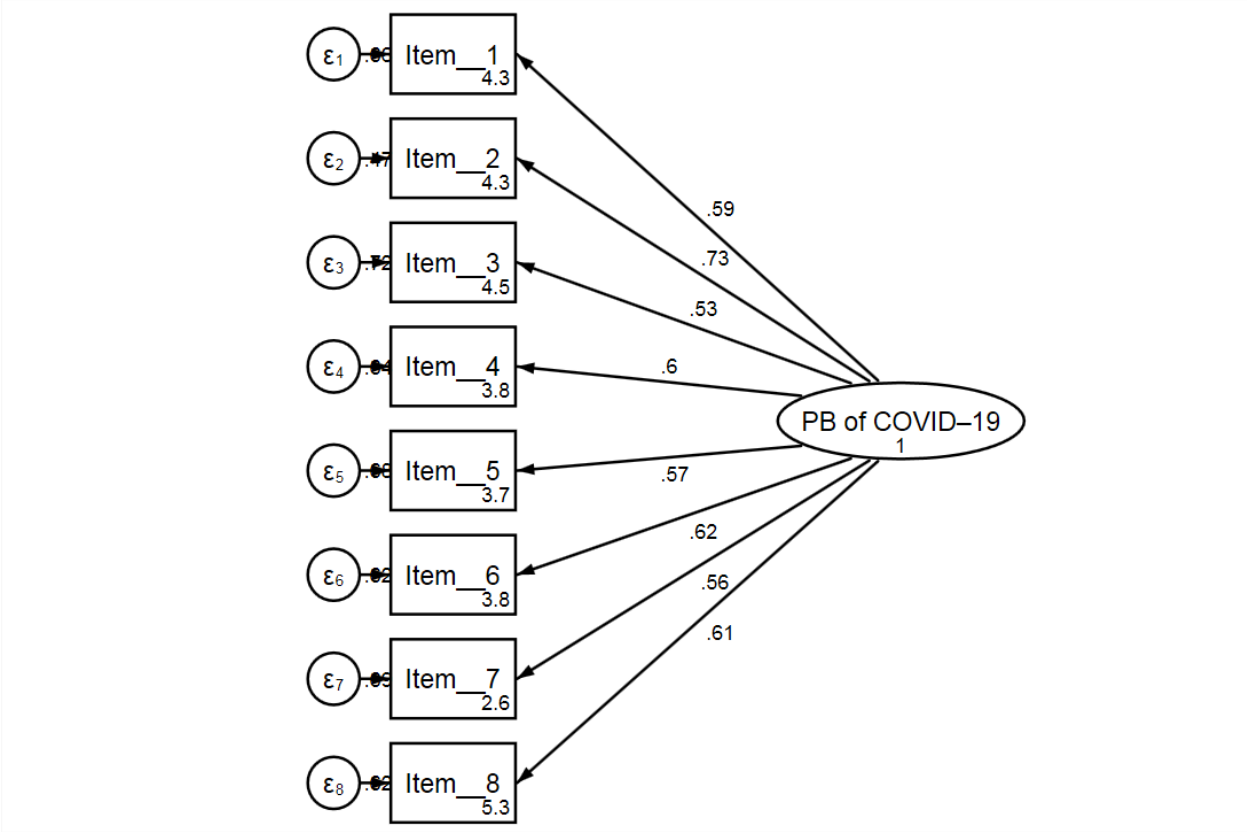 ε1 Item__1 4.3
ε2 .47 Item__2 4.3
.59
.73
ε3 .72 Item__3 4.5
.53
ε4 Item__4 3.8
.6
PB of COVID–19
1
ε5 Item__5 3.7
.57
.62
ε6 Item__6 3.8
.56
.61
ε7 Item__7 2.6
ε8 Item__8 5.3